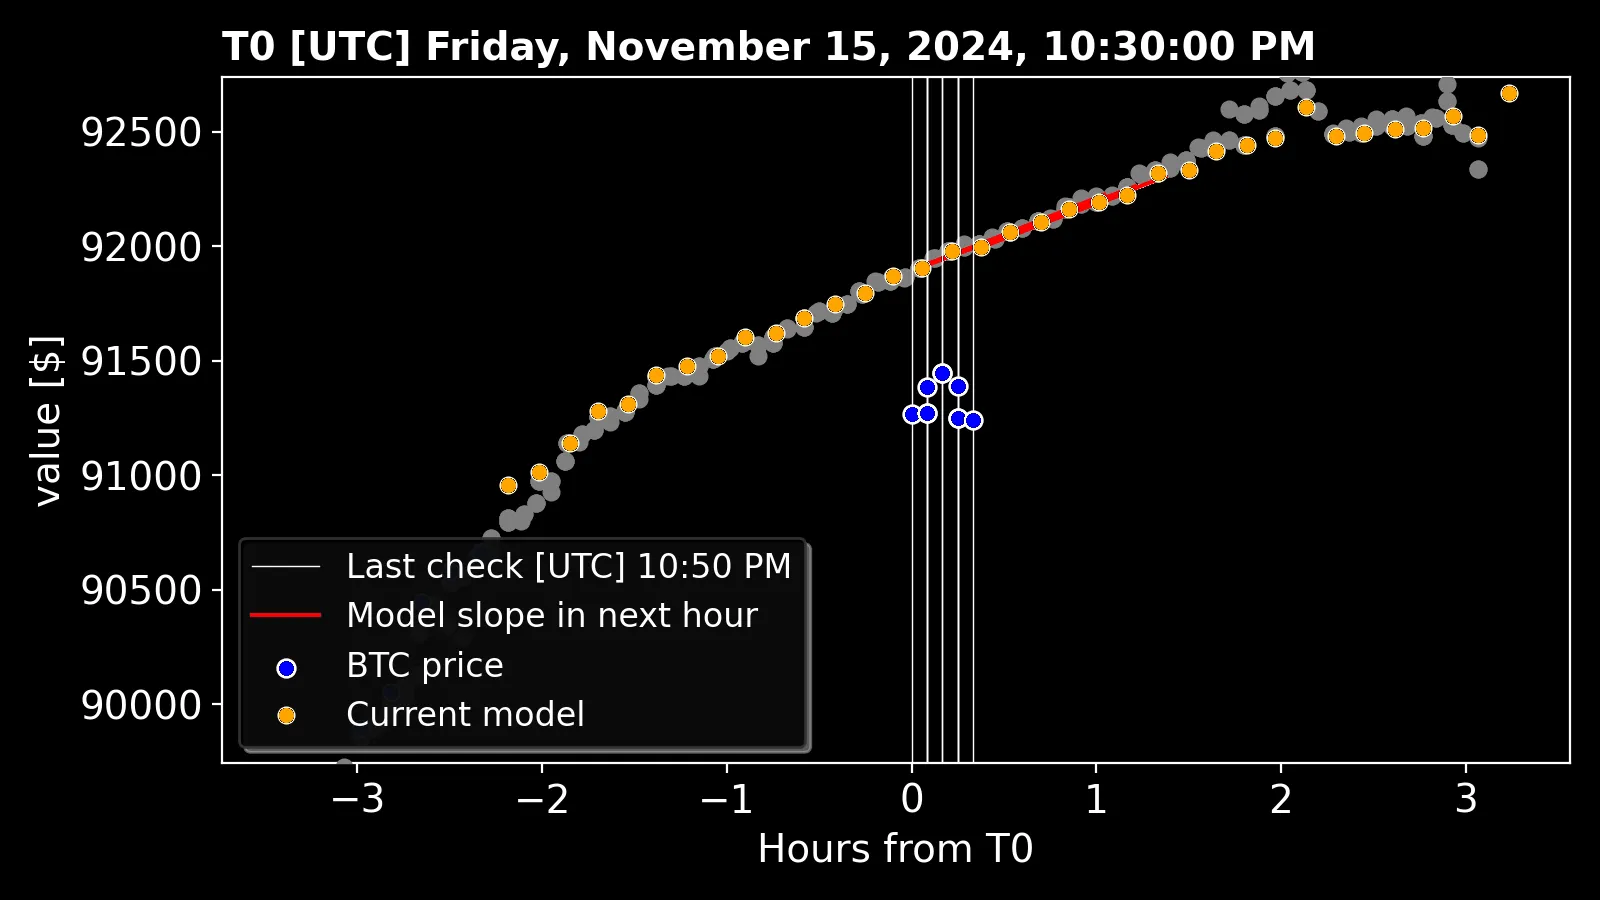 T0 [UTC] Friday, November 15, 2024, 10:30:00 PM
value [$]
92500
92000
91500
91000
90500
90000
Last check [UTC] 10:50 PM
Model slope in next hour
BTC price
Current model
−3 −2 −1 0 1 2 3
Hours from T0